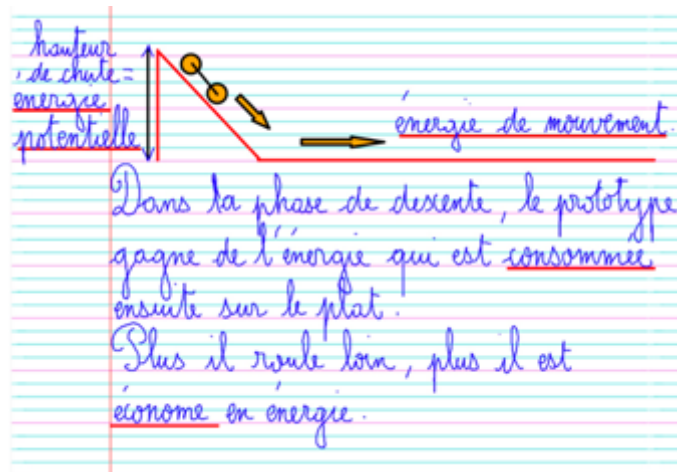 hauteur
de chute =
énergie
potentielle
énergie de mouvement.
Dans la phase de descente, le prototype
gagne de l'énergie qui est consommée
ensuite sur le plat.
Plus il roule loin, plus il est
économe en énergie.